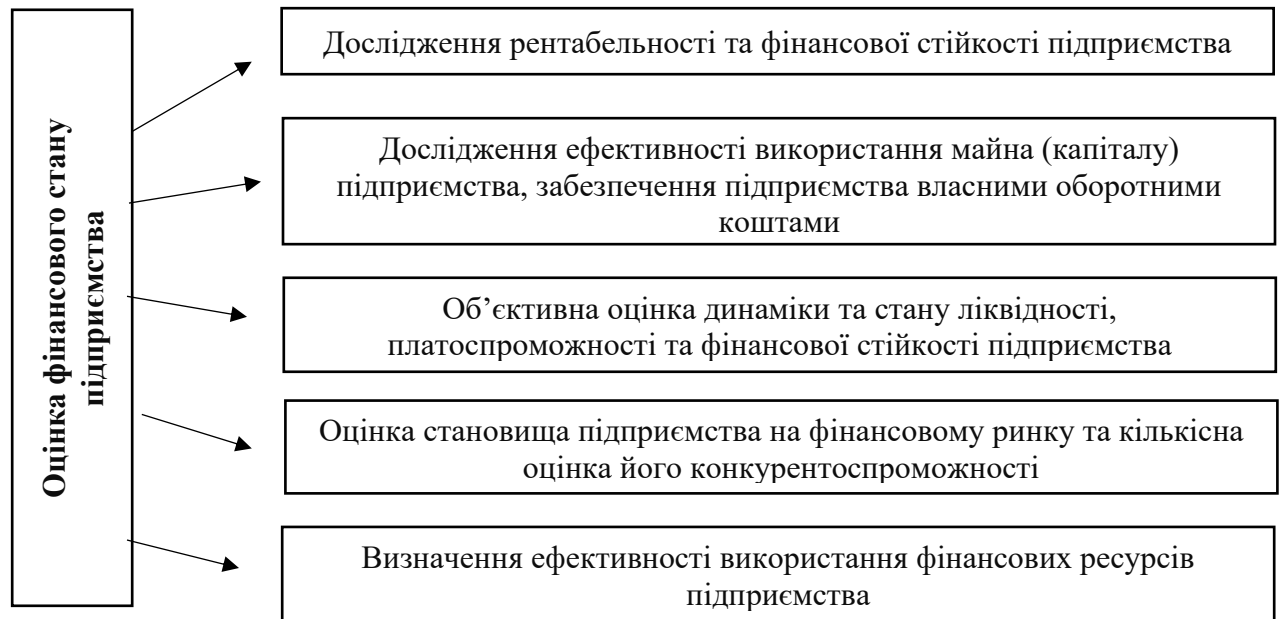 Оцінка фінансового стану
підприємства
Дослідження рентабельності та фінансової стійкості підприємства
Дослідження ефективності використання майна (капіталу)
підприємства, забезпечення підприємства власними оборотними
коштами
Об’єктивна оцінка динаміки та стану ліквідності,
платоспроможності та фінансової стійкості підприємства
Оцінка становища підприємства на фінансовому ринку та кількісна
оцінка його конкурентоспроможності
Визначення ефективності використання фінансових ресурсів
підприємства